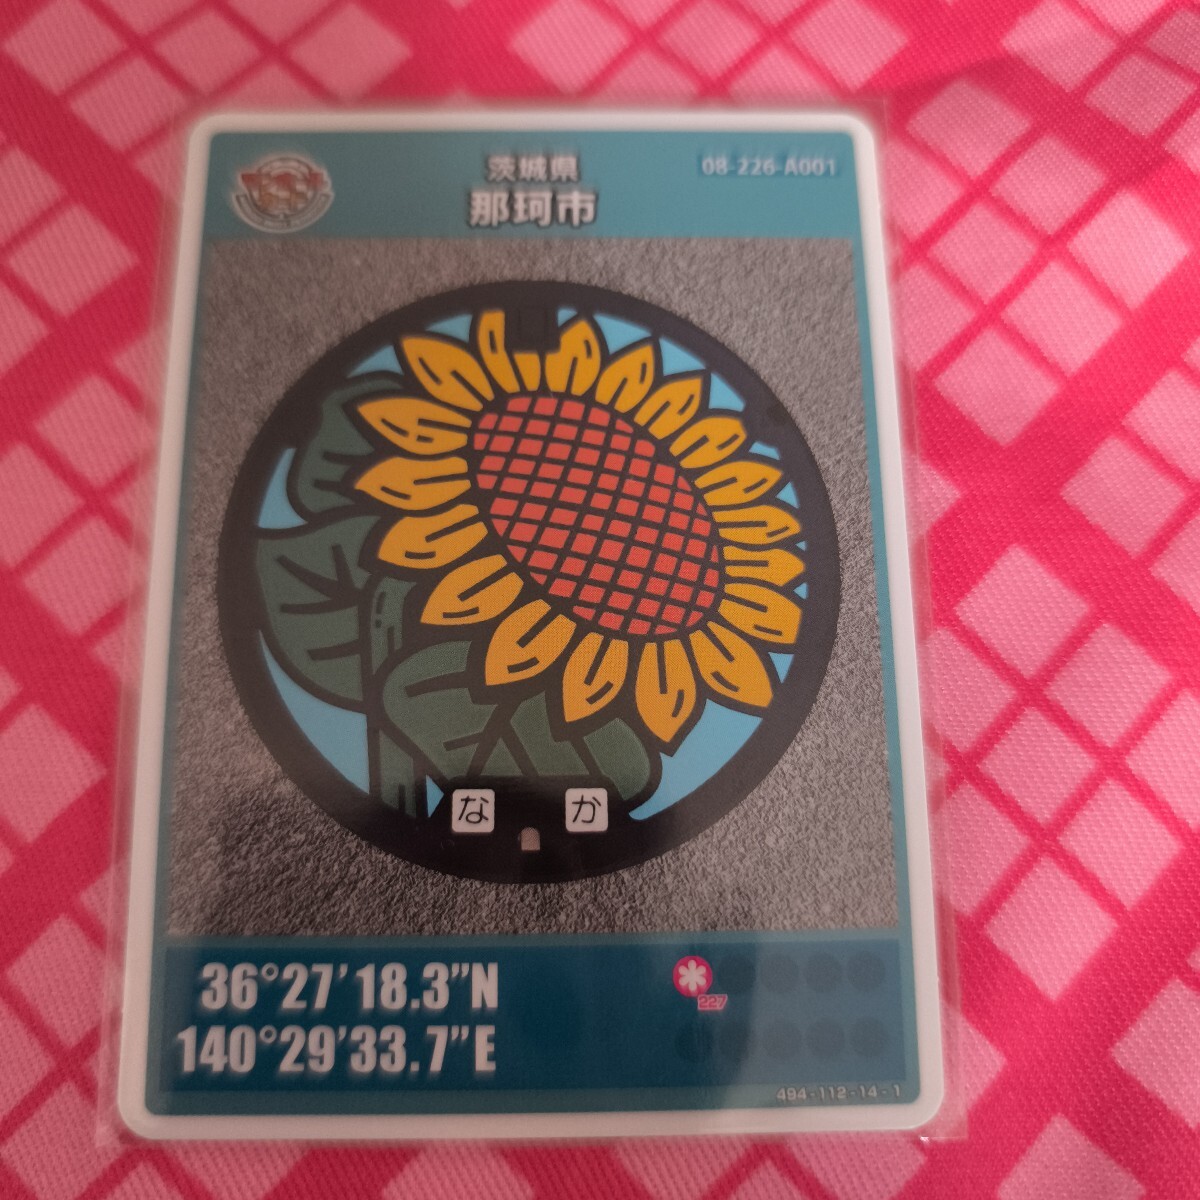 茨城県
那珂市
08-226-A001
な か
36°27’18.3”N
140°29’33.7”E
227
494-112-14-1